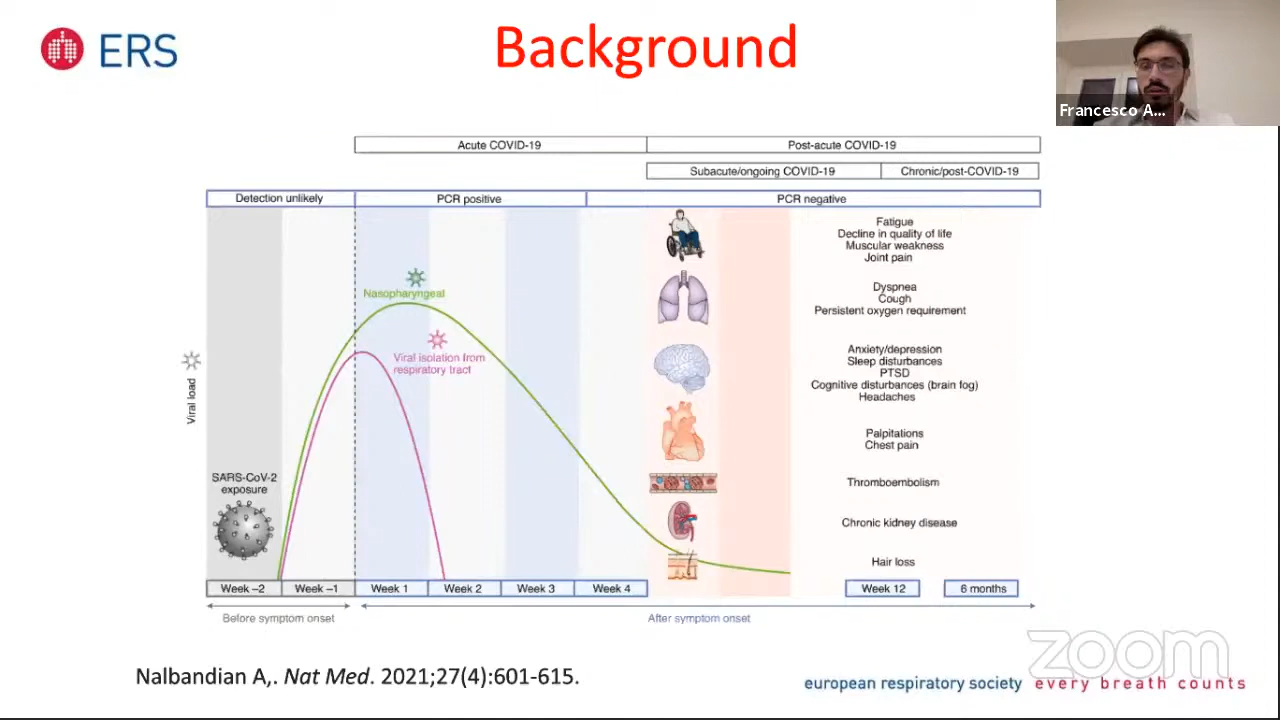 ERS
Background
Francesco A...
Acute COVID-19
Post-acute COVID-19
Subacute/ongoing COVID-19
Chronic/post-COVID-19
Detection unlikely
PCR positive
PCR negative
Nasopharyngeal
Viral isolation from
respiratory tract
Viral load
SARS-CoV-2
exposure
Fatigue
Decline in quality of life
Muscular weakness
Joint pain
Dyspnea
Cough
Persistent oxygen requirement
Anxiety/depression
Sleep disturbances
PTSD
Cognitive disturbances (brain fog)
Headaches
Palpitations
Chest pain
Thromboembolism
Chronic kidney disease
Hair loss
Week –2
Week –1
Week 1
Week 2
Week 3
Week 4
Week 12
6 months
Before symptom onset
After symptom onset
Nalbandian A,. Nat Med. 2021;27(4):601-615.
zoom
european respiratory society every breath counts